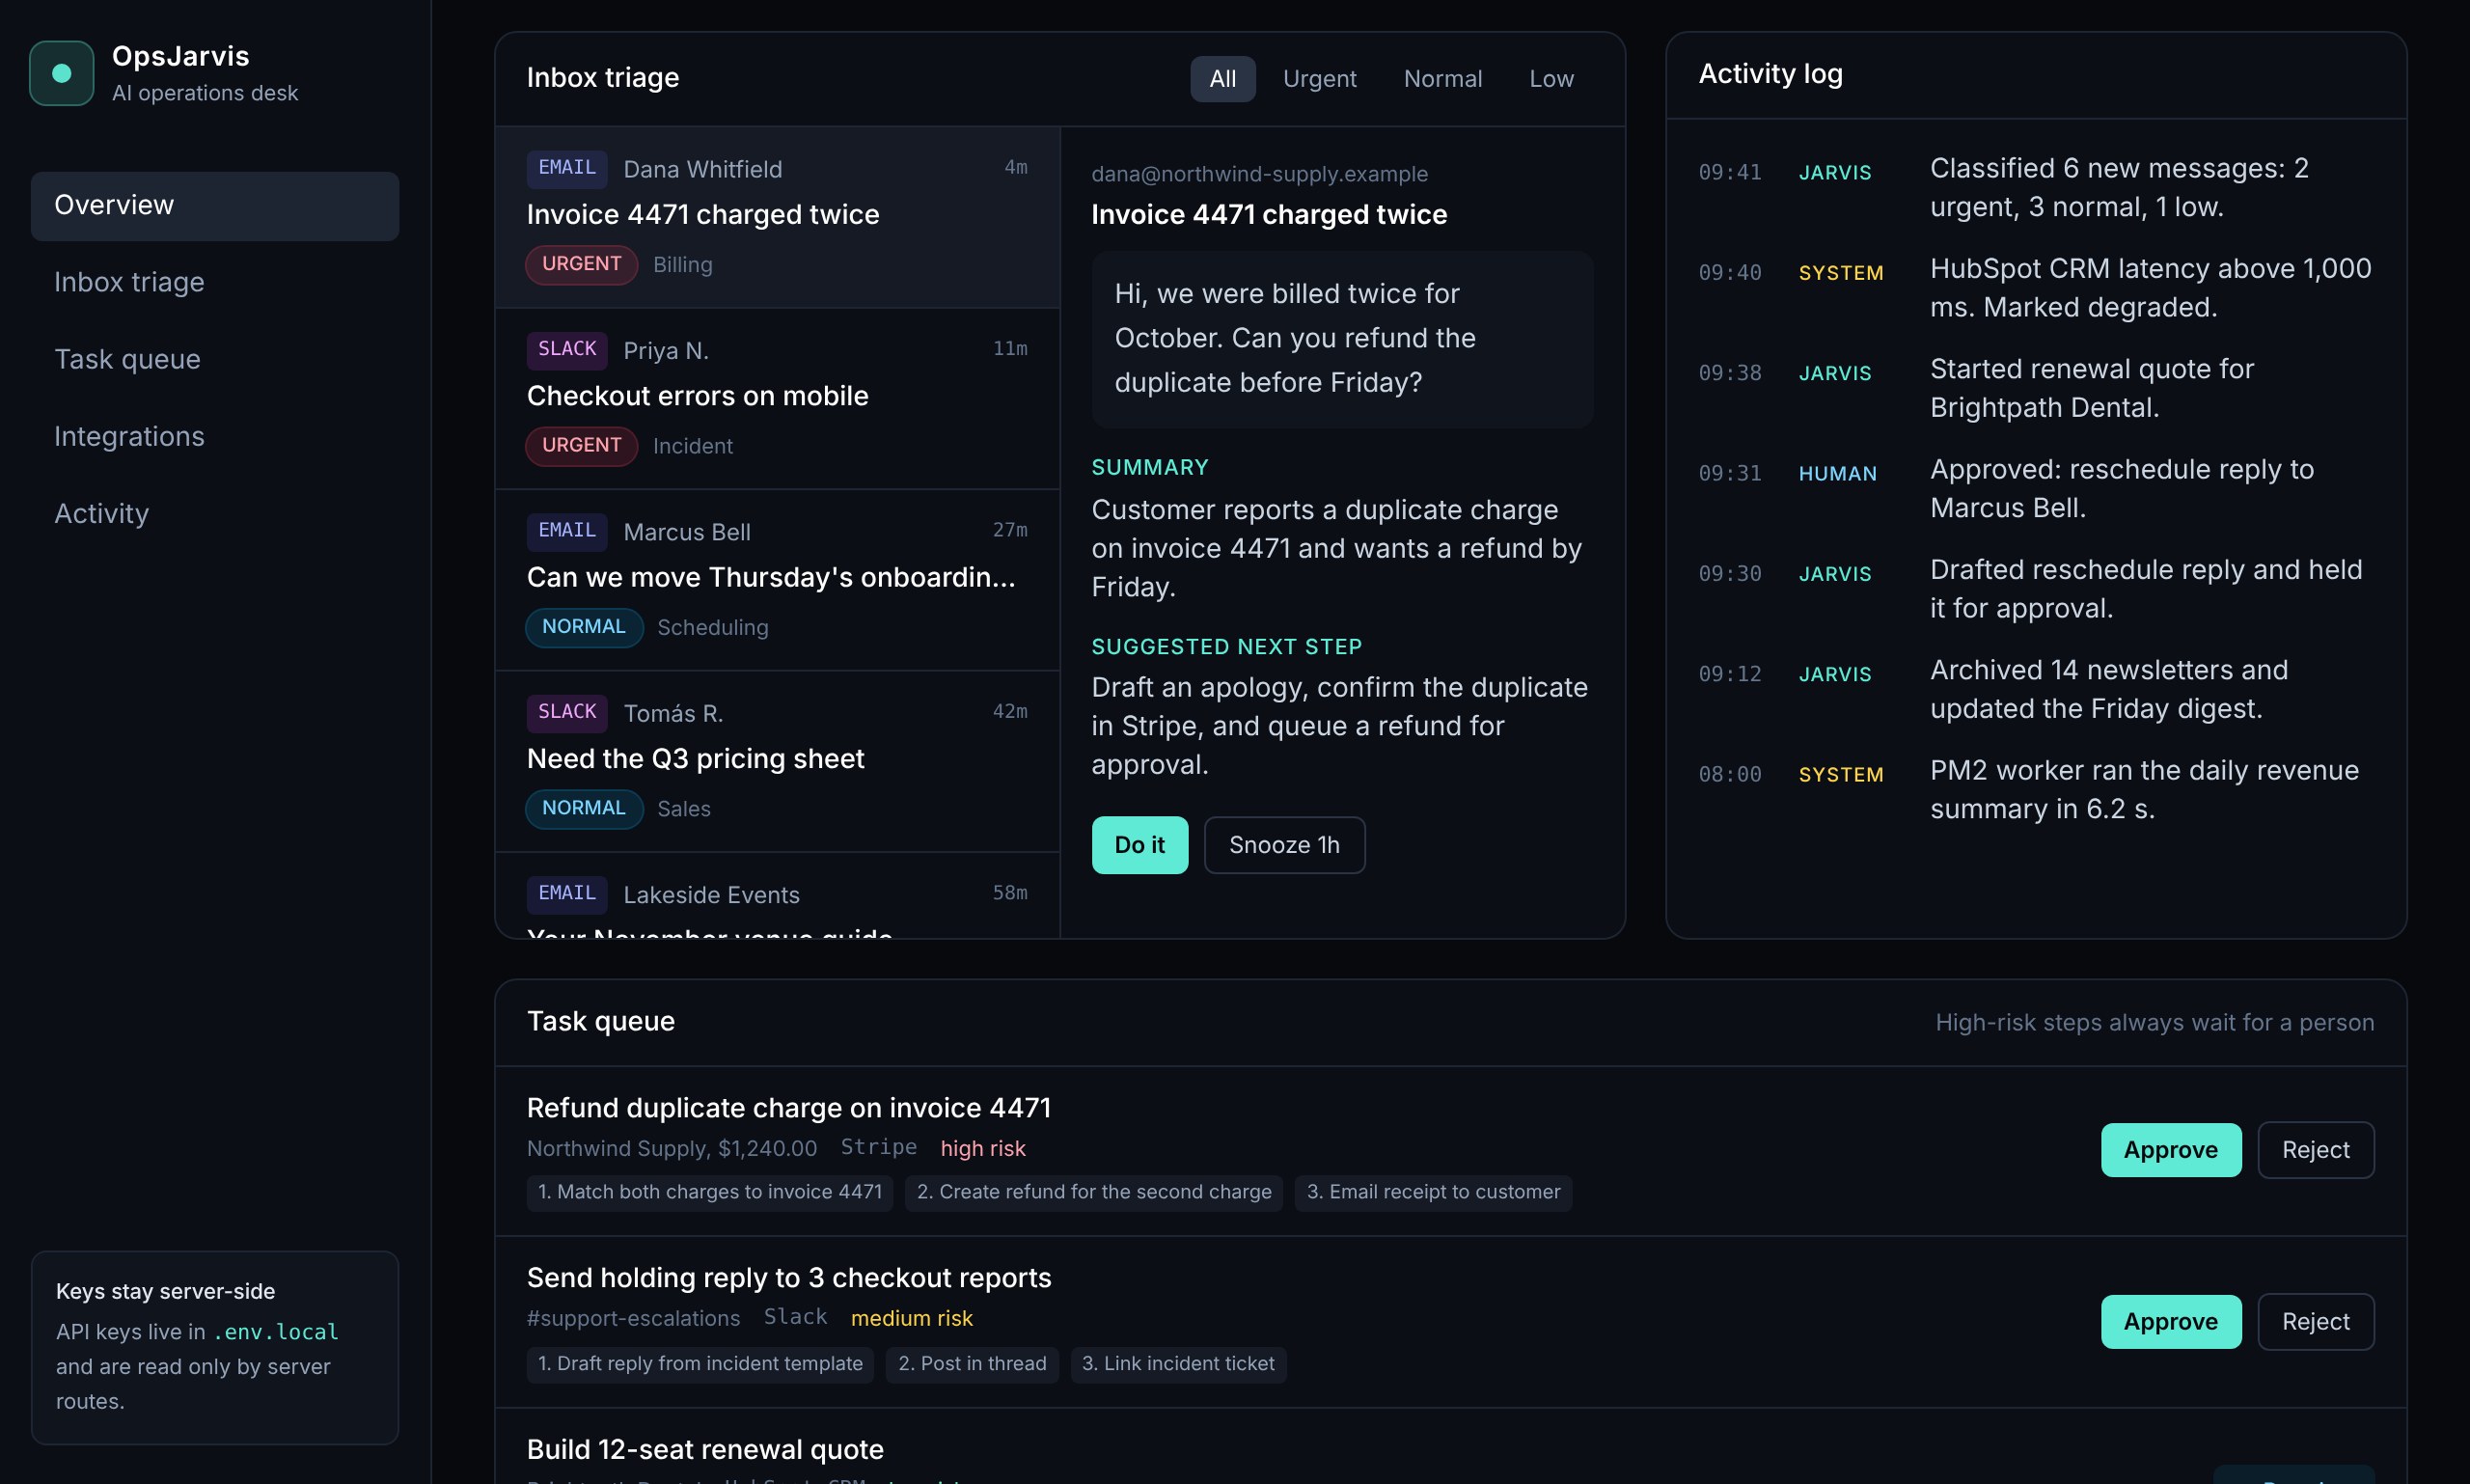 OpsJarvis
AI operations desk
Overview
Inbox triage
Task queue
Integrations
Activity
Keys stay server-side
API keys live in .env.local
and are read only by server
routes.
Inbox triage
All
Urgent
Normal
Low
EMAIL Dana Whitfield 4m
Invoice 4471 charged twice
URGENT Billing
SLACK Priya N. 11m
Checkout errors on mobile
URGENT Incident
EMAIL Marcus Bell 27m
Can we move Thursday's onboardin...
NORMAL Scheduling
SLACK Tomás R. 42m
Need the Q3 pricing sheet
NORMAL Sales
EMAIL Lakeside Events 58m
Your November venue guide
dana@northwind-supply.example
Invoice 4471 charged twice
Hi, we were billed twice for
October. Can you refund the
duplicate before Friday?
SUMMARY
Customer reports a duplicate charge
on invoice 4471 and wants a refund by
Friday.
SUGGESTED NEXT STEP
Draft an apology, confirm the duplicate
in Stripe, and queue a refund for
approval.
Do it
Snooze 1h
Activity log
09:41 JARVIS Classified 6 new messages: 2
urgent, 3 normal, 1 low.
09:40 SYSTEM HubSpot CRM latency above 1,000
ms. Marked degraded.
09:38 JARVIS Started renewal quote for
Brightpath Dental.
09:31 HUMAN Approved: reschedule reply to
Marcus Bell.
09:30 JARVIS Drafted reschedule reply and held
it for approval.
09:12 JARVIS Archived 14 newsletters and
updated the Friday digest.
08:00 SYSTEM PM2 worker ran the daily revenue
summary in 6.2 s.
Task queue
High-risk steps always wait for a person
Refund duplicate charge on invoice 4471
Northwind Supply, $1,240.00 Stripe high risk
1. Match both charges to invoice 4471 2. Create refund for the second charge 3. Email receipt to customer
Approve
Reject
Send holding reply to 3 checkout reports
#support-escalations Slack medium risk
1. Draft reply from incident template 2. Post in thread 3. Link incident ticket
Approve
Reject
Build 12-seat renewal quote